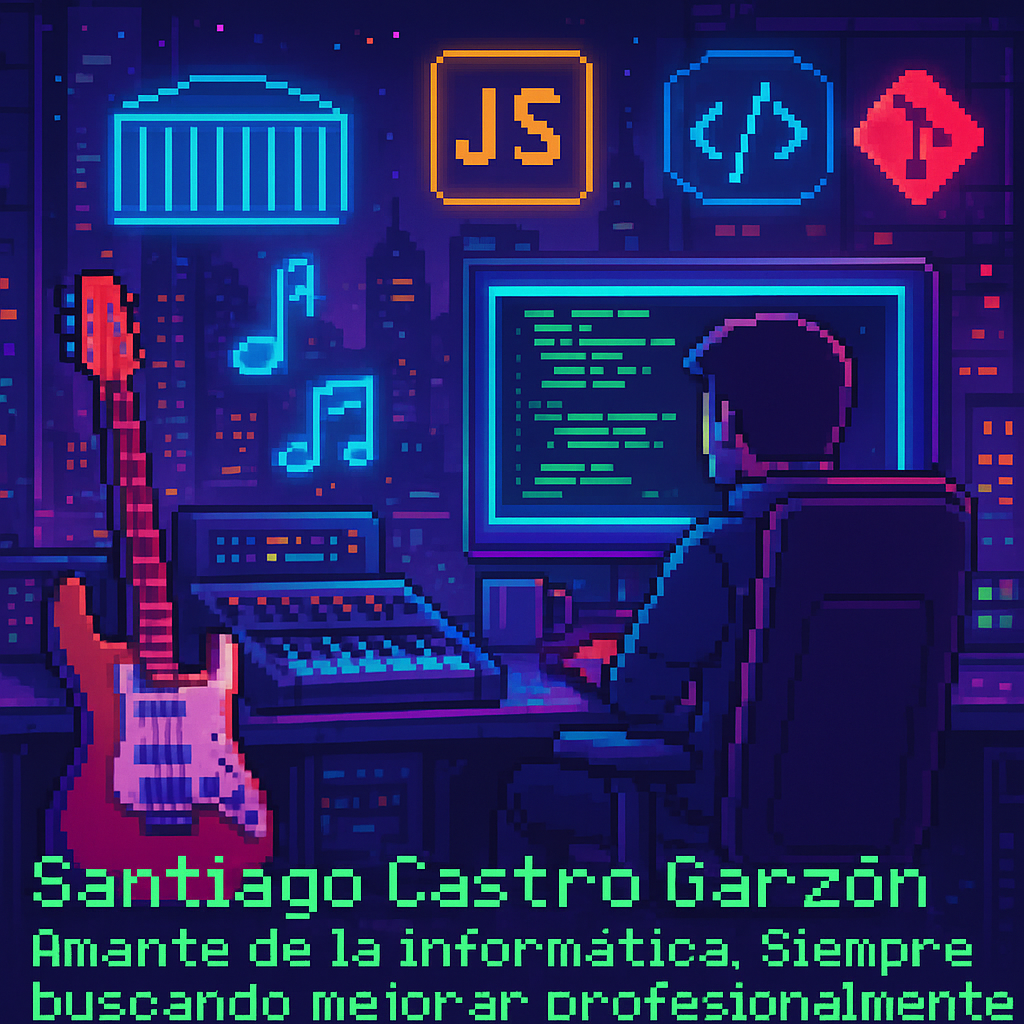 JS
</>
Santiago Castro Garzón
Amante de la informática, Siempre
buscando mejorar profesionalmente